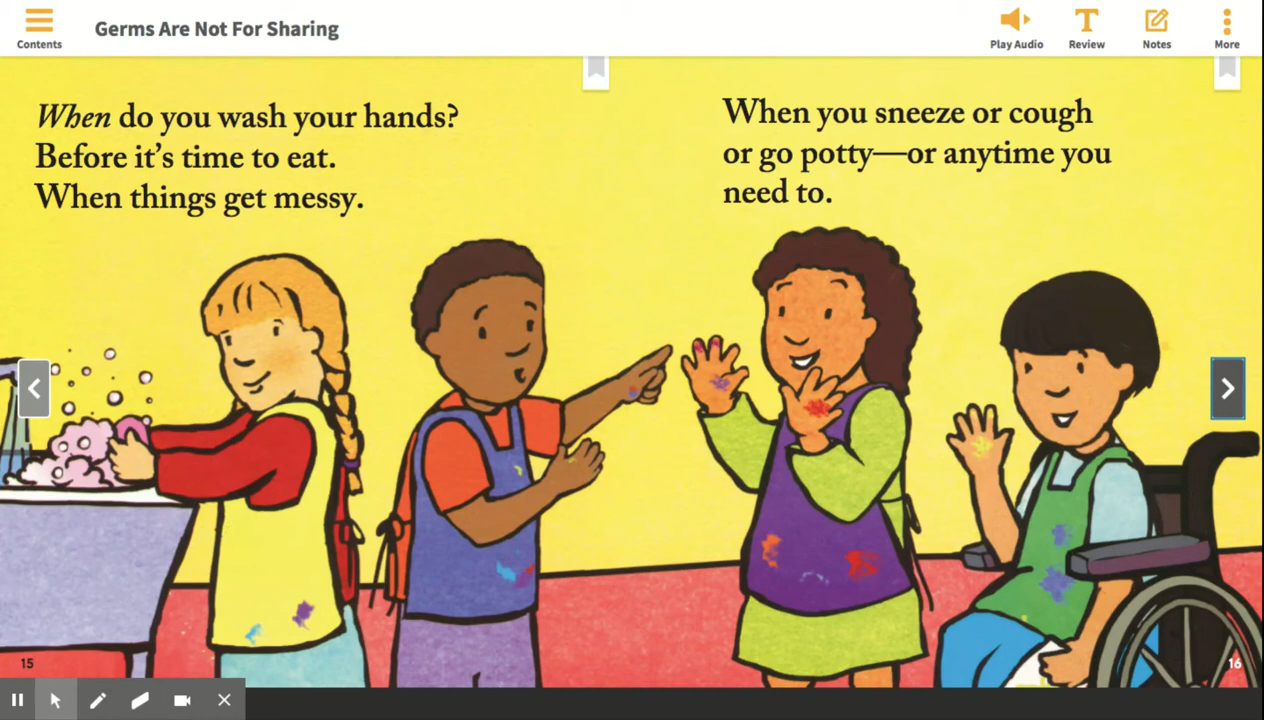 Contents
Germs Are Not For Sharing
Play Audio
Review
Notes
More
When do you wash your hands?
Before it's time to eat.
When things get messy.
When you sneeze or cough
or go potty—or anytime you
need to.
15
16